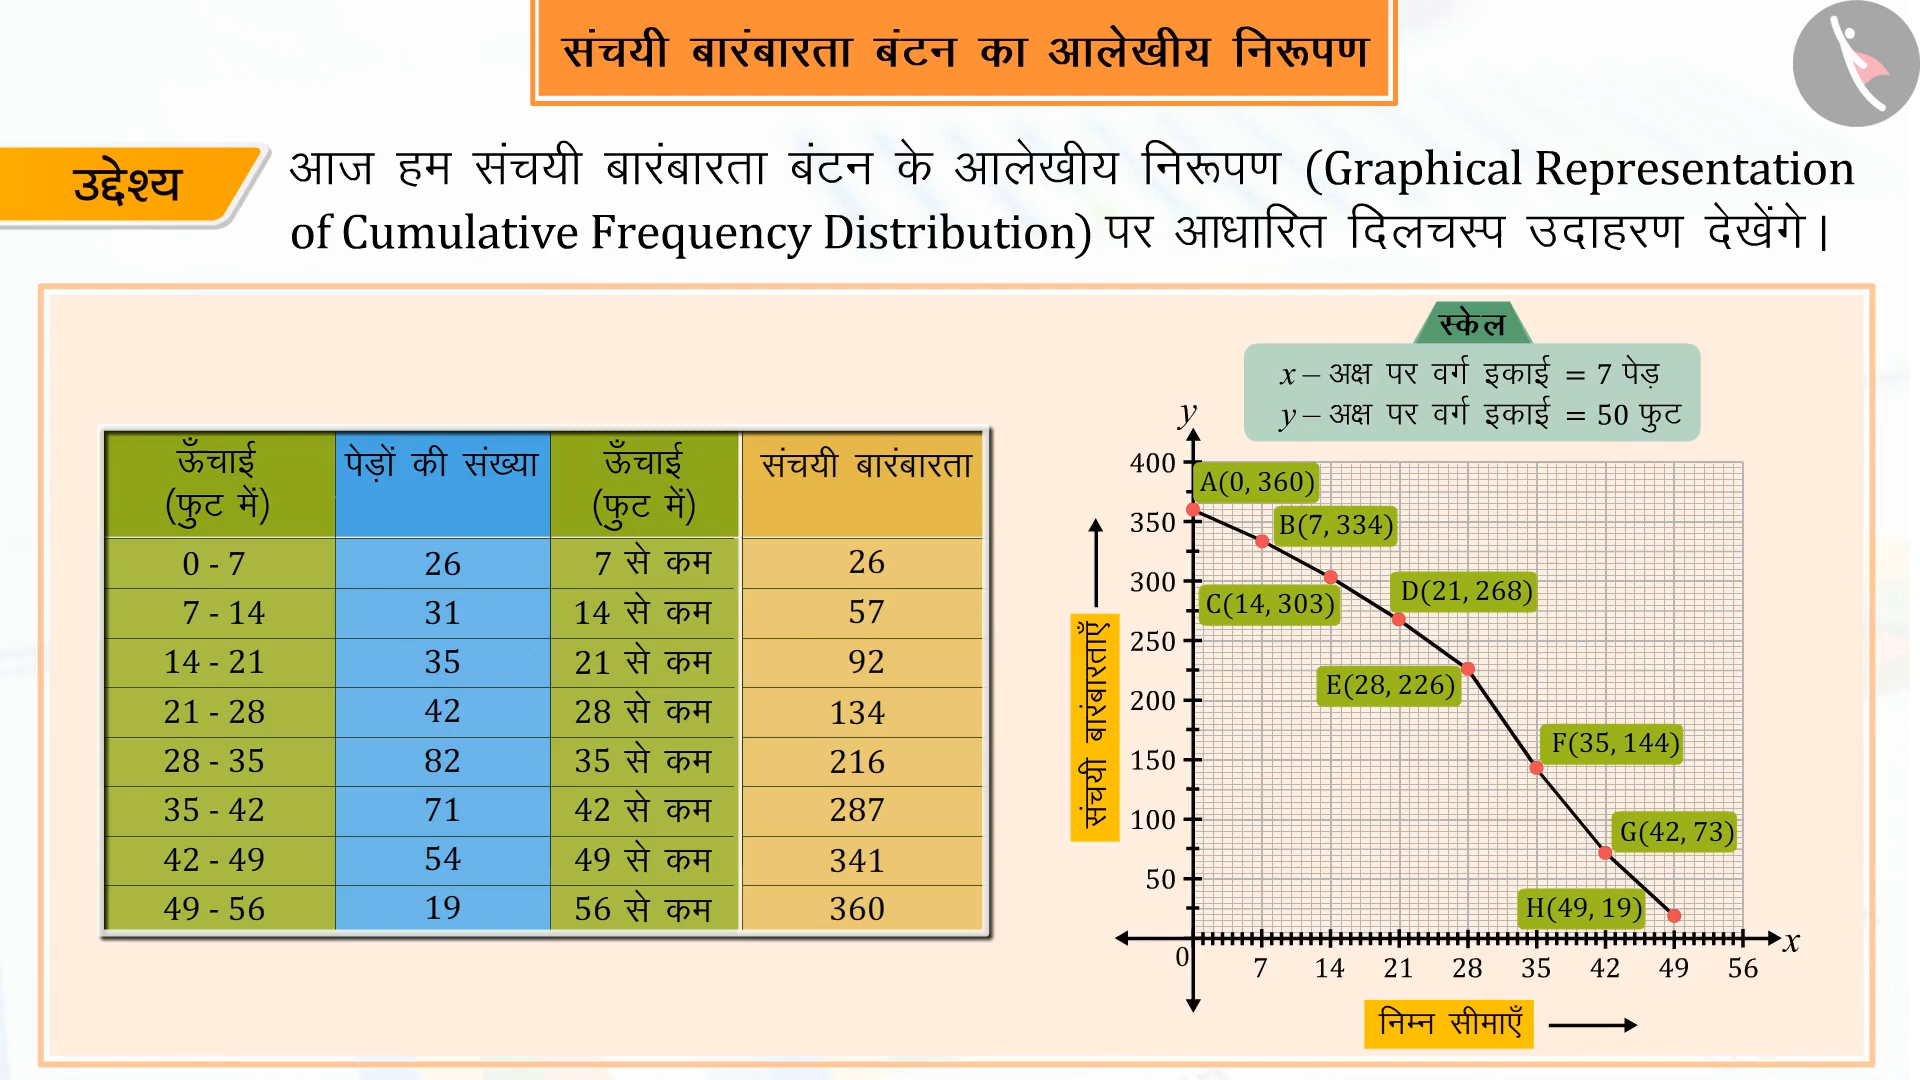 संचयी बारंबारता बंटन का आलेखीय निरूपण
उद्देश्य
आज हम संचयी बारंबारता बंटन के आलेखीय निरूपण (Graphical Representation
of Cumulative Frequency Distribution) पर आधारित दिलचस्प उदाहरण देखेंगे।
ऊँचाई (फुट में) पेड़ों की संख्या ऊँचाई (फुट में) संचयी बारंबारता
0 - 7 26 7 से कम 26
7 - 14 31 14 से कम 57
14 - 21 35 21 से कम 92
21 - 28 42 28 से कम 134
28 - 35 82 35 से कम 216
35 - 42 71 42 से कम 287
42 - 49 54 49 से कम 341
49 - 56 19 56 से कम 360
स्केल
x – अक्ष पर वर्ग इकाई = 7 पेड़
y – अक्ष पर वर्ग इकाई = 50 फुट
y
400
350
300
250
200
150
100
50
0
A(0, 360)
B(7, 334)
C(14, 303)
D(21, 268)
E(28, 226)
F(35, 144)
G(42, 73)
H(49, 19)
संचयी बारंबारताएँ
7 14 21 28 35 42 49 56
x
निम्न सीमाएँ